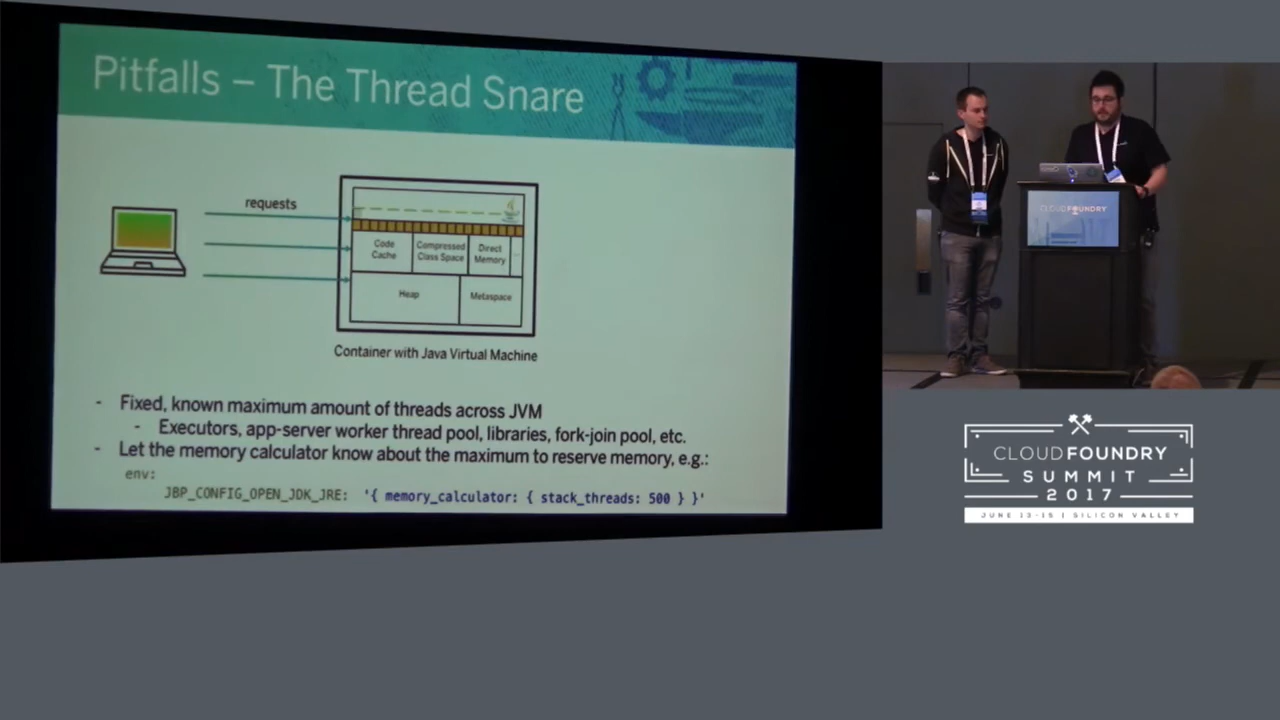 Pitfalls – The Thread Snare
requests
Code
Cache
Compressed
Class Space
Direct
Memory
...
Heap
Metaspace
Container with Java Virtual Machine
- Fixed, known maximum amount of threads across JVM
- Executors, app-server worker thread pool, libraries, fork-join pool, etc.
- Let the memory calculator know about the maximum to reserve memory, e.g.:
env:
JBP_CONFIG_OPEN_JDK_JRE: '{ memory_calculator: { stack_threads: 500 } }'
CLOUD FOUNDRY
CLOUD FOUNDRY
SUMMIT
2017
JUNE 13-15 | SILICON VALLEY